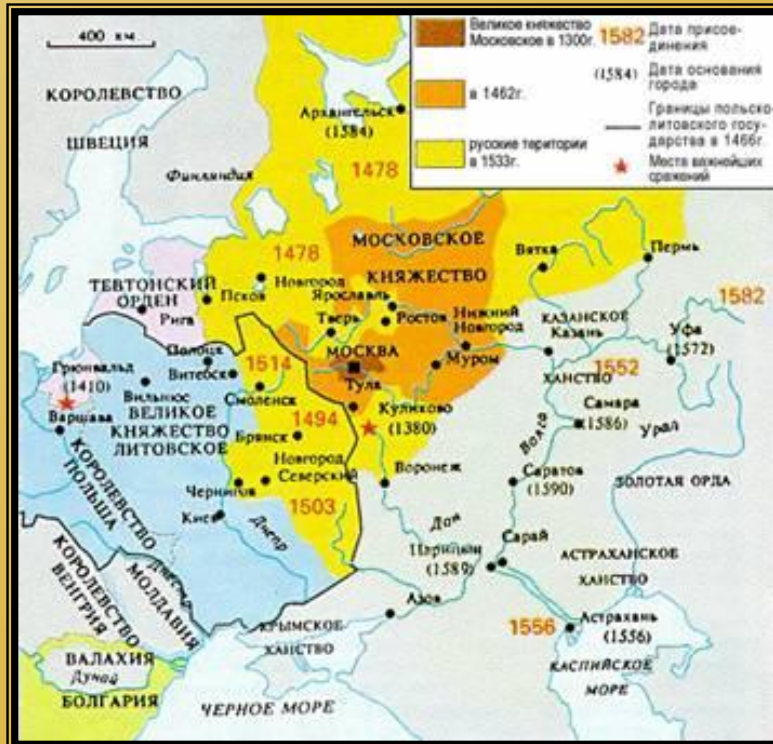 400 км
Великое княжество
Московское в 1300г.
в 1462г.
русские територии
в 1533г.
1582 Дата присое-
динения
(1584) Дата основания
города
Границы польско
литовского госу-
дарства в 1466г.
Места важнейших
сражений
КОРОЛЕВСТВО
ШВЕЦИЯ
Финляндия
Архангельск
(1584)
1478
1478
Новгород
Псков
МОСКОВСКОЕ
КНЯЖЕСТВО
Вятка
Пермь
1582
ТЕВТОНСКИЙ
ОРДЕН
Рига
Ярославль
Ростов
Тверь
Нижний
Новгород
КАЗАНСКОЕ
Казань
ХАНСТВО
1552
Уфа
(1572)
МОСКВА
Муром
Тула
Полоцк
Витебск
1514
Смоленск
Грюнвальд
(1410)
Вильнюс
Варшава
ВЕЛИКОЕ
КНЯЖЕСТВО
ЛИТОВСКОЕ
1494
Брянск
Куликово
(1380)
Самара
(1586)
Урал
Волга
КОРОЛЕВСТВО
ПОЛЬША
Новгород
Северский
Чернигов
1503
Воронеж
Саратов
(1590)
ЗОЛОТАЯ ОРДА
Киев
Днепр
Дон
Царицын
(1589)
Сарай
АСТРАХАНСКОЕ
ХАНСТВО
КОРОЛЕВСТВО
ВЕНГРИЯ
МОЛДАВИЯ
Азов
КРЫМСКОЕ
ХАНСТВО
1556
Астрахань
(1556)
ВАЛАХИЯ
Дунай
БОЛГАРИЯ
ЧЕРНОЕ МОРЕ
КАСПИЙСКОЕ
МОРЕ